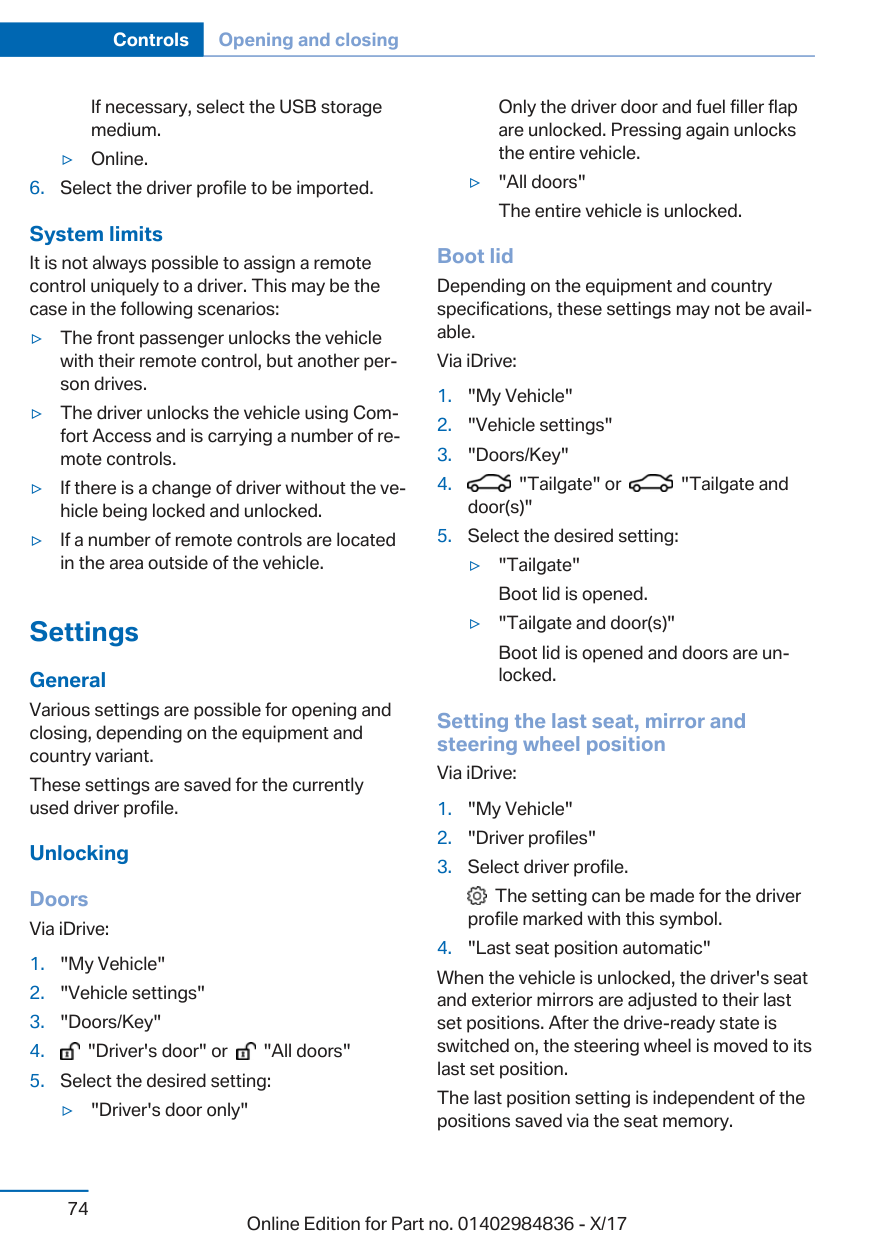 Controls Opening and closing
If necessary, select the USB storage
medium.
▷ Online.
6. Select the driver profile to be imported.
System limits
It is not always possible to assign a remote
control uniquely to a driver. This may be the
case in the following scenarios:
▷ The front passenger unlocks the vehicle
with their remote control, but another per-
son drives.
▷ The driver unlocks the vehicle using Com-
fort Access and is carrying a number of re-
mote controls.
▷ If there is a change of driver without the ve-
hicle being locked and unlocked.
▷ If a number of remote controls are located
in the area outside of the vehicle.
Settings
General
Various settings are possible for opening and
closing, depending on the equipment and
country variant.
These settings are saved for the currently
used driver profile.
Unlocking
Doors
Via iDrive:
1. "My Vehicle"
2. "Vehicle settings"
3. "Doors/Key"
4. "Driver's door" or "All doors"
5. Select the desired setting:
▷ "Driver's door only"
Only the driver door and fuel filler flap
are unlocked. Pressing again unlocks
the entire vehicle.
▷ "All doors"
The entire vehicle is unlocked.
Boot lid
Depending on the equipment and country
specifications, these settings may not be avail-
able.
Via iDrive:
1. "My Vehicle"
2. "Vehicle settings"
3. "Doors/Key"
4. "Tailgate" or "Tailgate and
door(s)"
5. Select the desired setting:
▷ "Tailgate"
Boot lid is opened.
▷ "Tailgate and door(s)"
Boot lid is opened and doors are un-
locked.
Setting the last seat, mirror and
steering wheel position
Via iDrive:
1. "My Vehicle"
2. "Driver profiles"
3. Select driver profile.
The setting can be made for the driver
profile marked with this symbol.
4. "Last seat position automatic"
When the vehicle is unlocked, the driver's seat
and exterior mirrors are adjusted to their last
set positions. After the drive-ready state is
switched on, the steering wheel is moved to its
last set position.
The last position setting is independent of the
positions saved via the seat memory.
74
Online Edition for Part no. 01402984836 - X/17